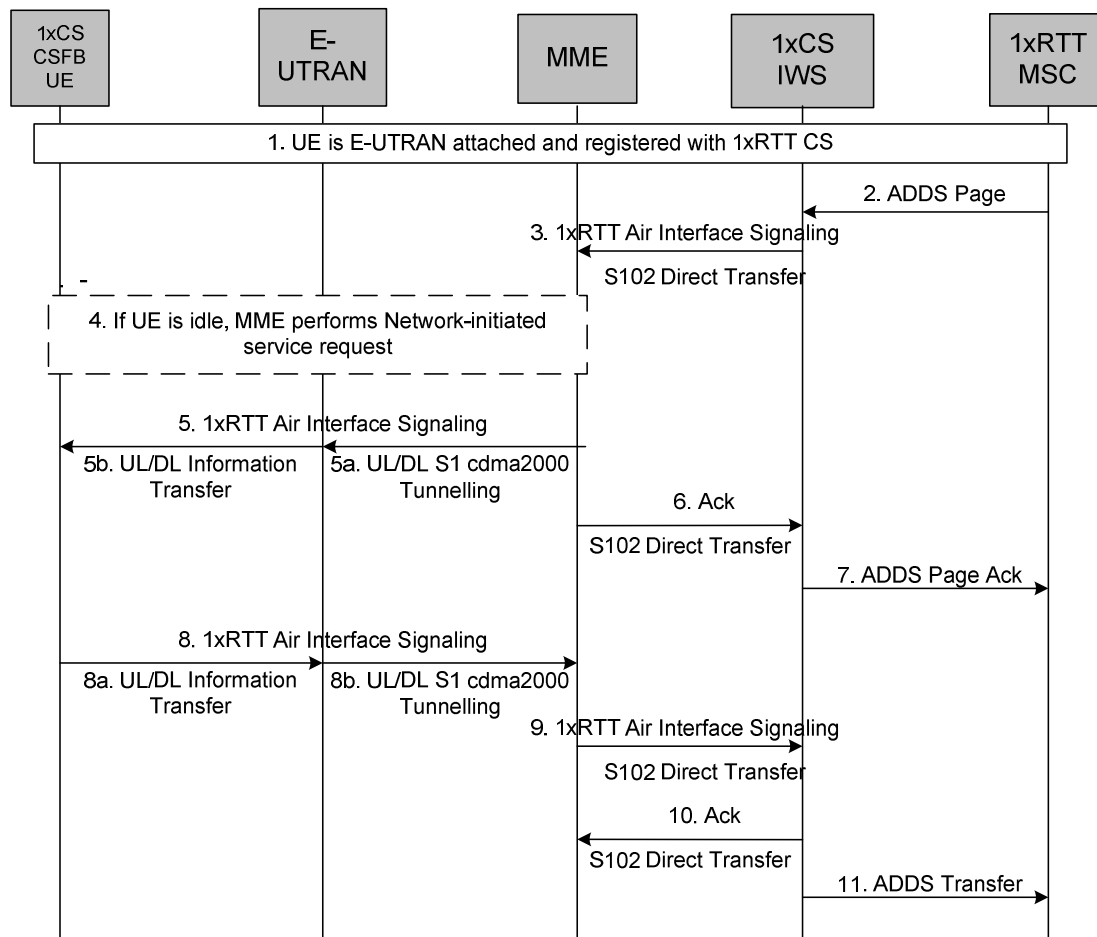 1xCS
CSFB
UE
E-
UTRAN
MME
1xCS
IWS
1xRTT
MSC
1. UE is E-UTRAN attached and registered with 1xRTT CS
2. ADDS Page
3. 1xRTT Air Interface Signaling
S102 Direct Transfer
4. If UE is idle, MME performs Network-initiated
service request
5. 1xRTT Air Interface Signaling
5b. UL/DL Information
Transfer
5a. UL/DL S1 cdma2000
Tunnelling
6. Ack
S102 Direct Transfer
7. ADDS Page Ack
8. 1xRTT Air Interface Signaling
8a. UL/DL Information
Transfer
8b. UL/DL S1 cdma2000
Tunnelling
9. 1xRTT Air Interface Signaling
S102 Direct Transfer
10. Ack
S102 Direct Transfer
11. ADDS Transfer